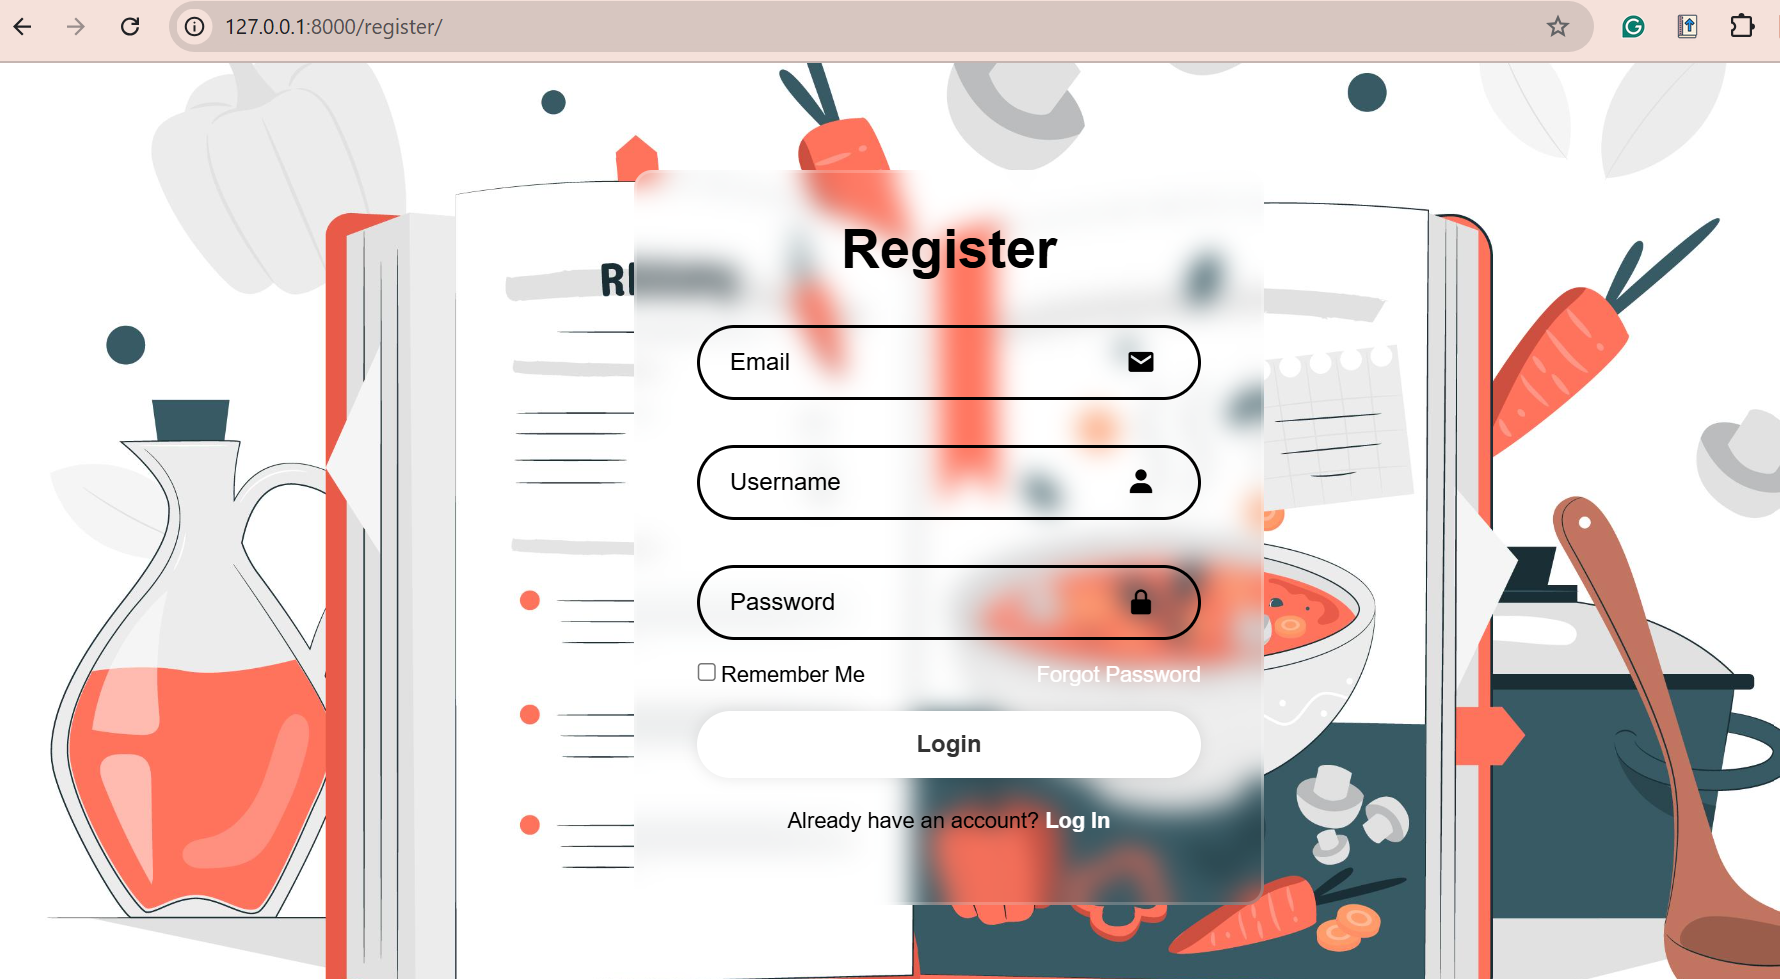 127.0.0.1:8000/register/
Register
Email
Username
Password
Remember Me
Forgot Password
Login
Already have an account? Log In